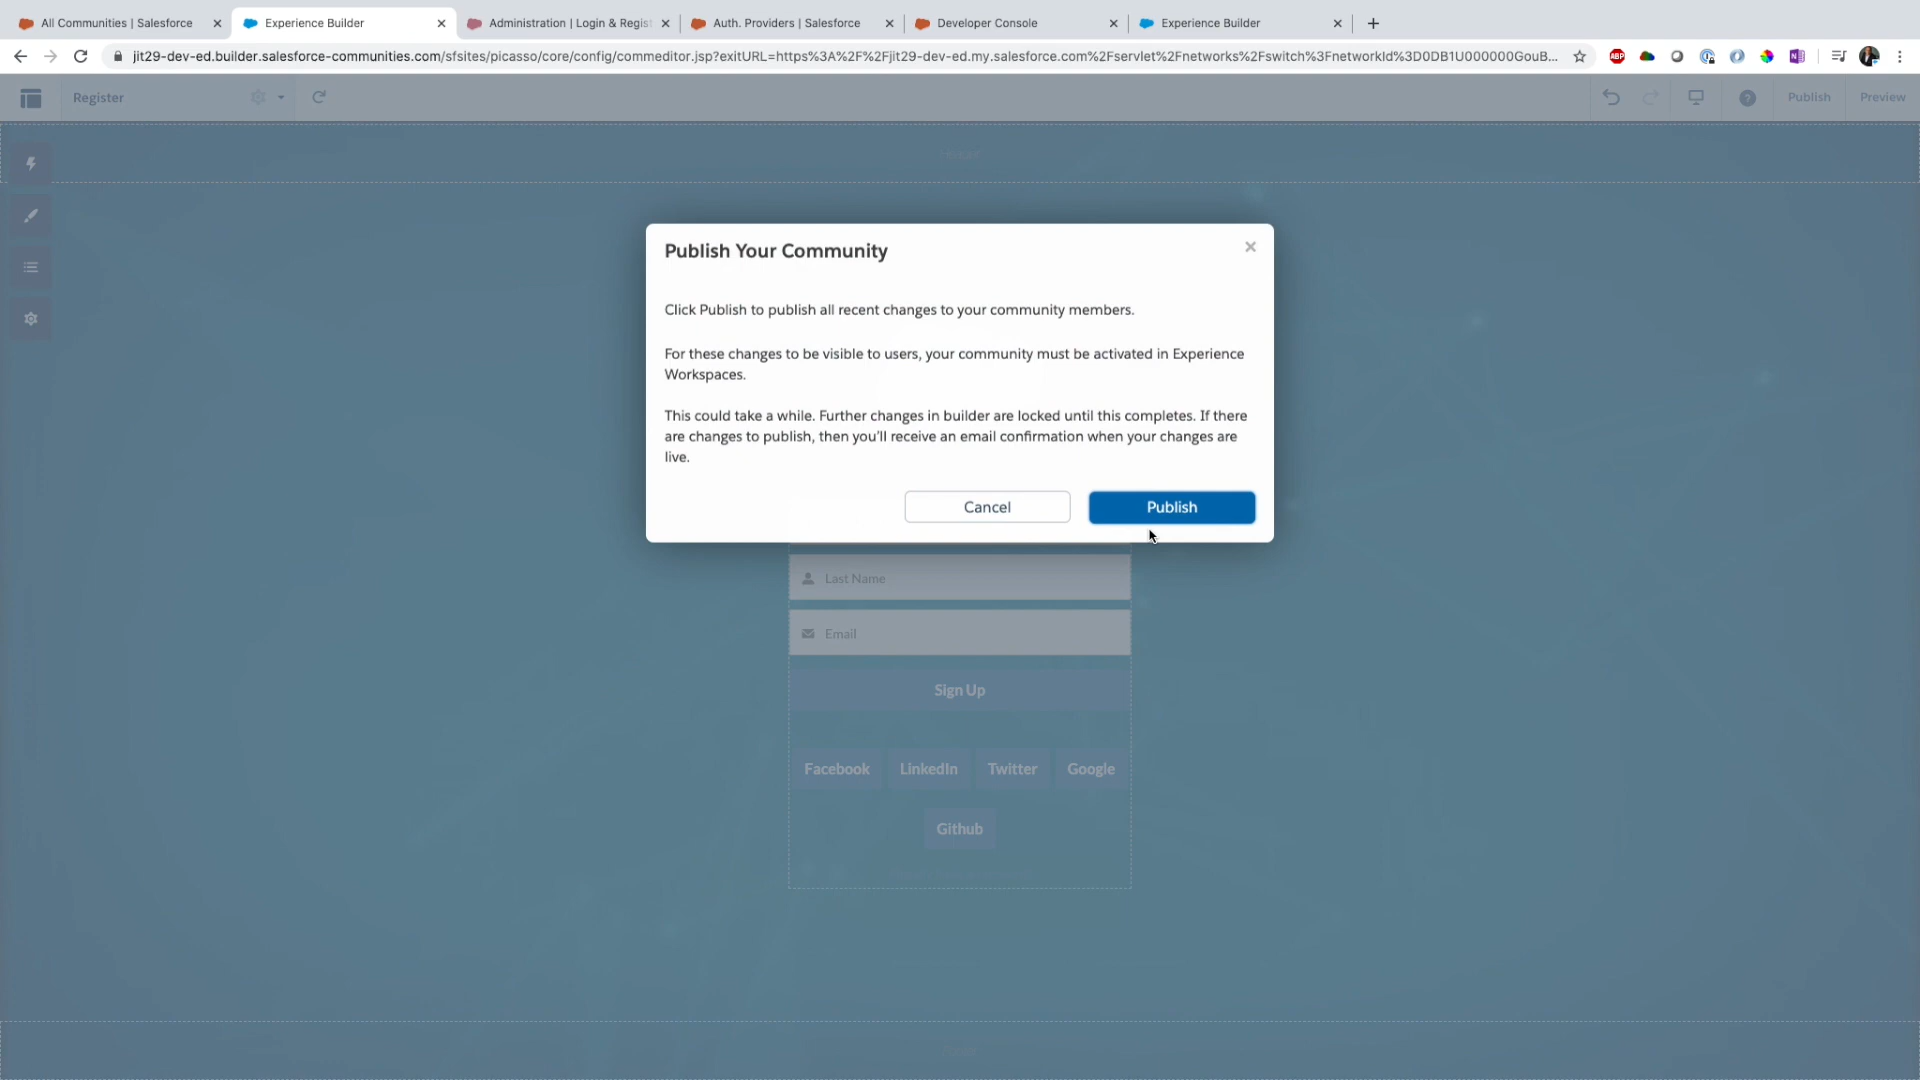 All Communities | Salesforce
Experience Builder
Administration | Login & Regist
Auth. Providers | Salesforce
Developer Console
Experience Builder
jit29-dev-ed.builder.salesforce-communities.com/sfsites/picasso/core/config/commeditor.jsp?exitURL=https%3A%2F%2Fjit29-dev-ed.my.salesforce.com%2Fservlet%2Fnetworks%2Fswitch%3FnetworkId%3D0DB1U000000GouB...
ABP
Register
Publish
Preview
Publish Your Community
Click Publish to publish all recent changes to your community members.
For these changes to be visible to users, your community must be activated in Experience
Workspaces.
This could take a while. Further changes in builder are locked until this completes. If there
are changes to publish, then you'll receive an email confirmation when your changes are
live.
Cancel
Publish
Last Name
Email
Sign Up
Facebook
LinkedIn
Twitter
Google
Github